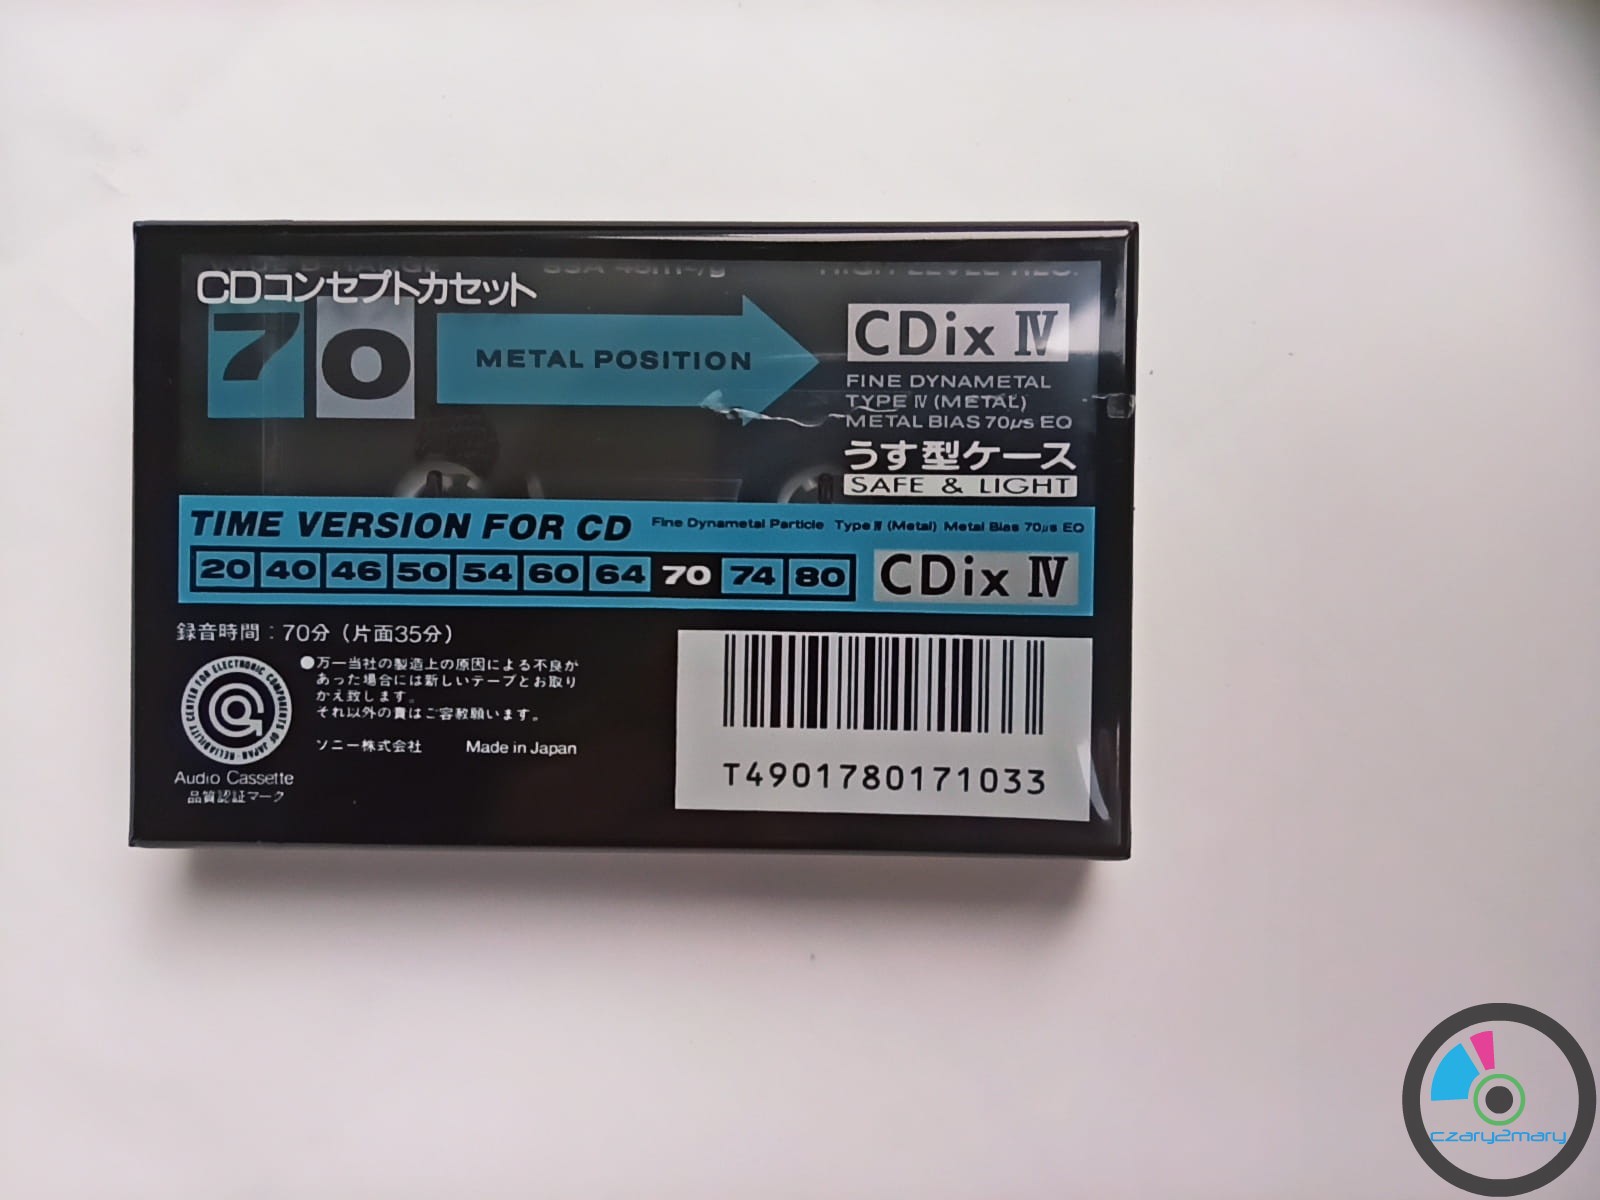 CDコンセプトカセット
70
METAL POSITION
CDix IV
FINE DYNAMETAL
TYPE IV (METAL)
METAL BIAS 70μs EQ
うす型ケース
SAFE & LIGHT
TIME VERSION FOR CD
Fine Dynametal Particle Type IV (Metal) Metal Bias 70μs EQ
20 40 46 50 54 60 64 70 74 80
CDix IV
録音時間：70分（片面35分）
RELIABILITY CENTER FOR ELECTRONIC COMPONENTS OF JAPAN
Audio Cassette
品質認証マーク
●万一当社の製造上の原因による不良が
あった場合には新しいテープとお取り
かえ致します。
それ以外の責はご容赦願います。
ソニー株式会社 Made in Japan
T4901780171033
czary2mary